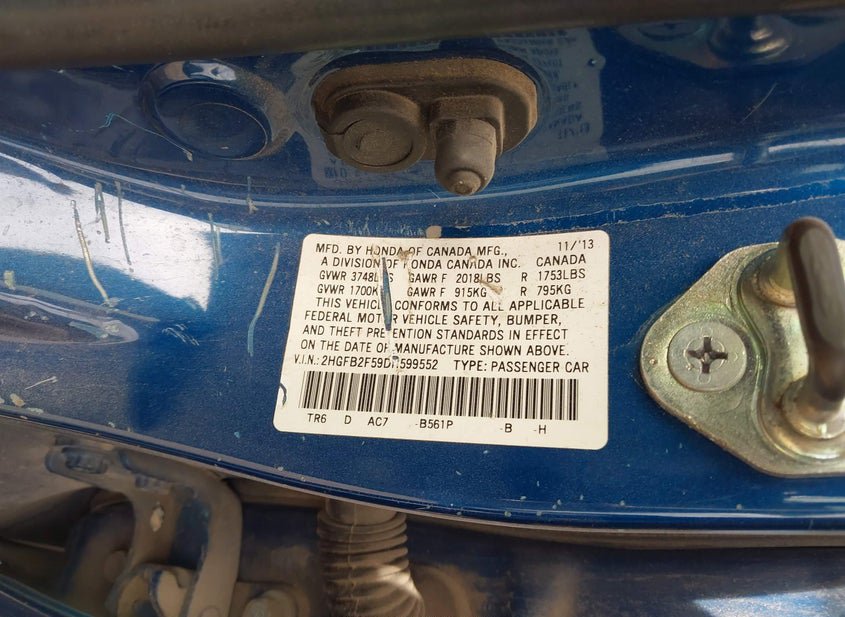 MFD. BY HONDA OF CANADA MFG., 11/'13
A DIVISION OF HONDA CANADA INC. CANADA
GVWR 3748LBS GAWR F 2018LBS R 1753LBS
GVWR 1700KG GAWR F 915KG R 795KG
THIS VEHICLE CONFORMS TO ALL APPLICABLE
FEDERAL MOTOR VEHICLE SAFETY, BUMPER,
AND THEFT PREVENTION STANDARDS IN EFFECT
ON THE DATE OF MANUFACTURE SHOWN ABOVE.
V.I.N.: 2HGFB2F59DH599552 TYPE: PASSENGER CAR
TR6 D AC7 -B561P -B -H